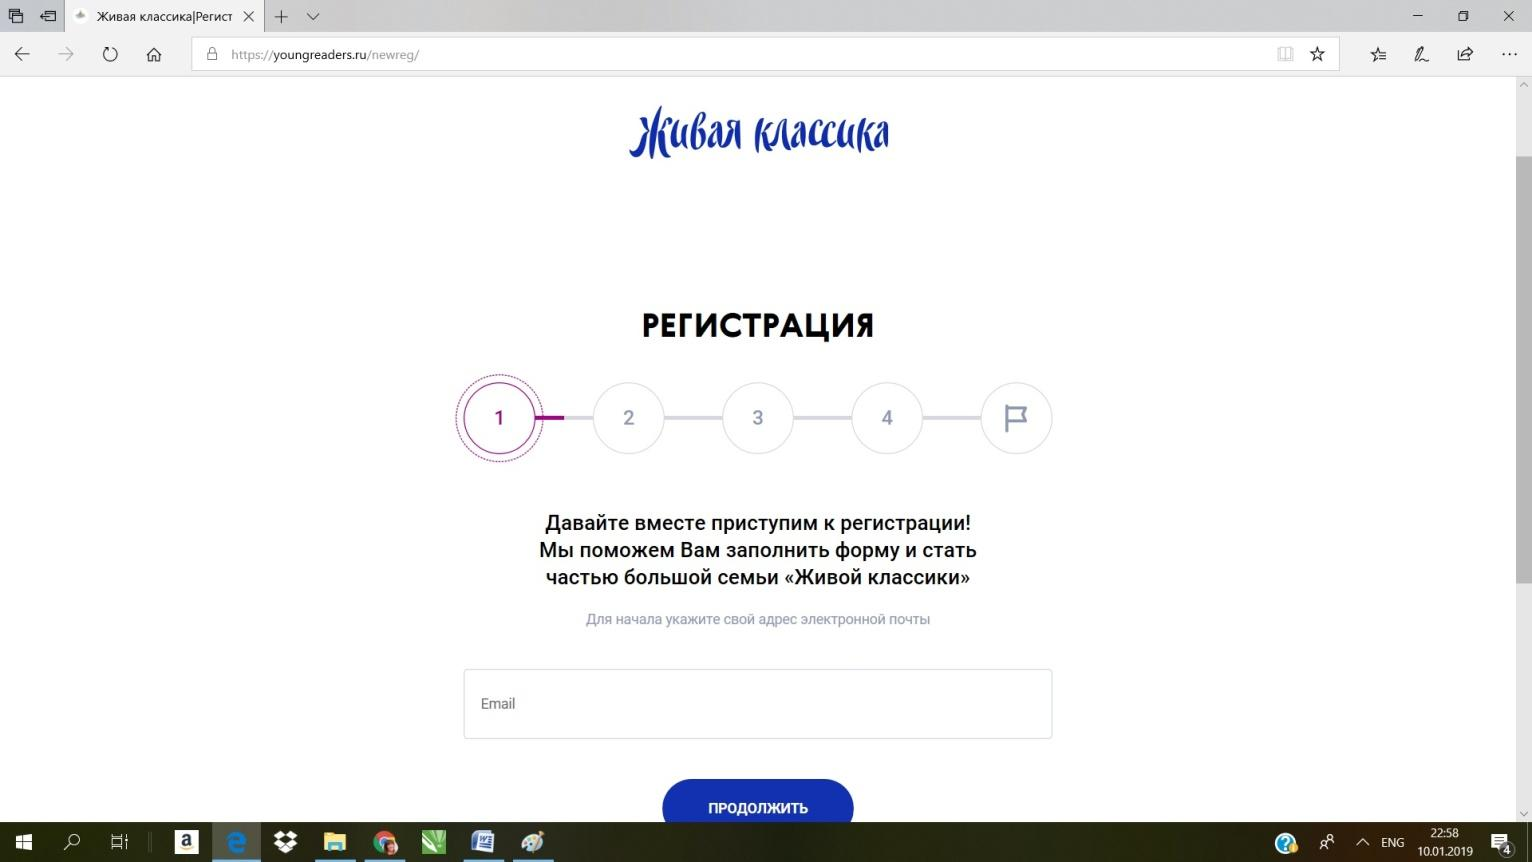 Живая классика|Регист
https://youngreaders.ru/newreg/
Живая классика
РЕГИСТРАЦИЯ
1 2 3 4
Давайте вместе приступим к регистрации!
Мы поможем Вам заполнить форму и стать
частью большой семьи «Живой классики»
Для начала укажите свой адрес электронной почты
Email
ПРОДОЛЖИТЬ
a
ENG
22:58
10.01.2019
4